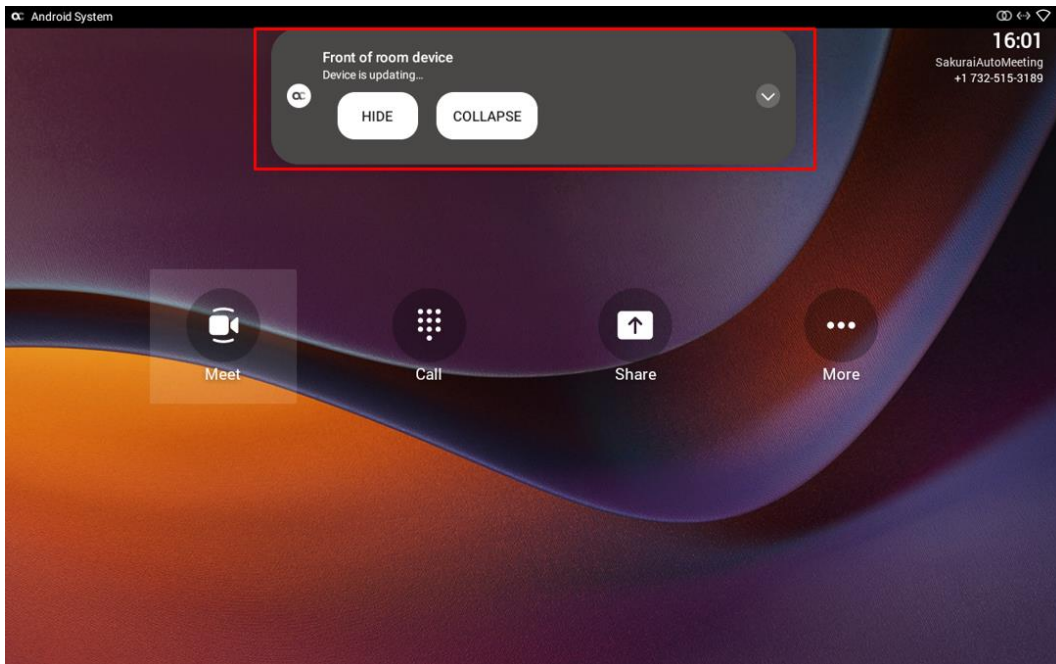 Android System
16:01
SakuraiAutoMeeting
+1 732-515-3189
Front of room device
Device is updating...
HIDE COLLAPSE
Meet Call Share More